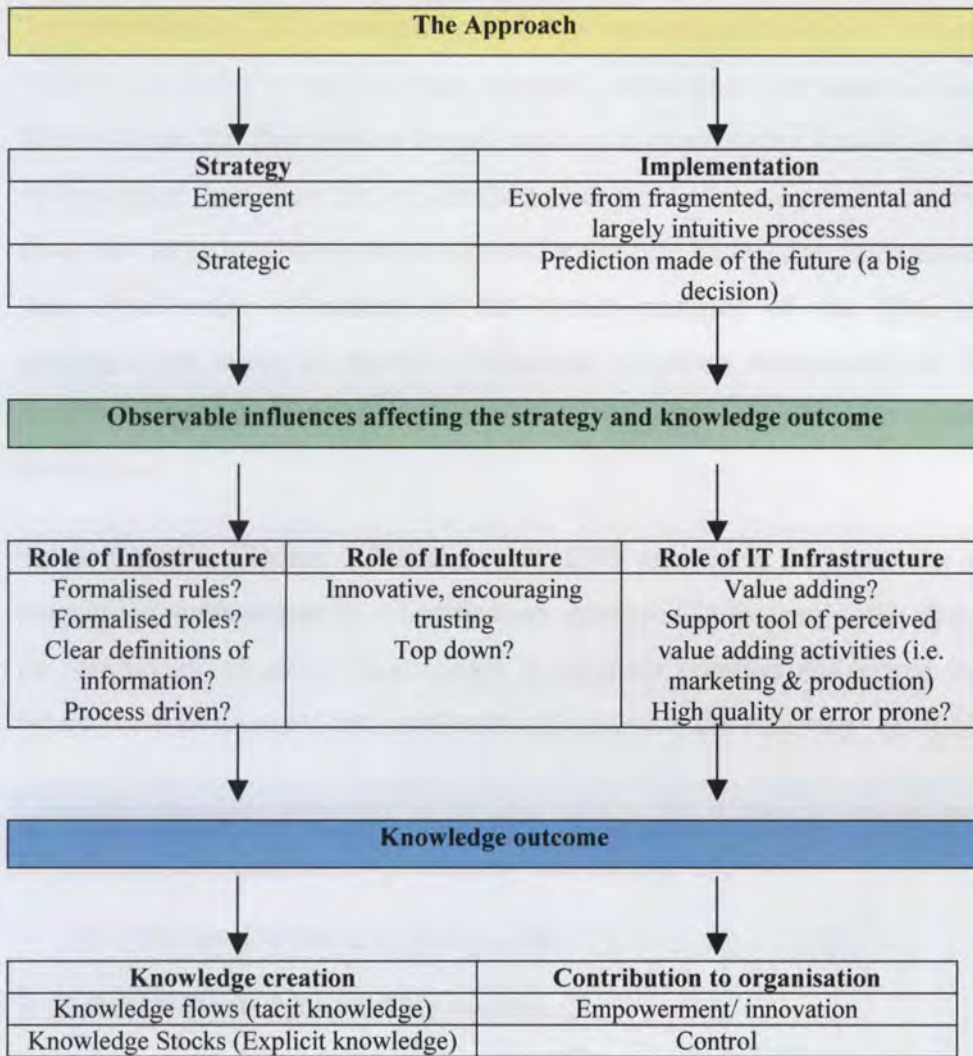 The Approach
Strategy
Implementation
Emergent
Evolve from fragmented, incremental and
largely intuitive processes
Strategic
Prediction made of the future (a big
decision)
Observable influences affecting the strategy and knowledge outcome
Role of Infostructure
Formalised rules?
Formalised roles?
Clear definitions of
information?
Process driven?
Role of Infoculture
Innovative, encouraging
trusting
Top down?
Role of IT Infrastructure
Value adding?
Support tool of perceived
value adding activities (i.e.
marketing & production)
High quality or error prone?
Knowledge outcome
Knowledge creation
Contribution to organisation
Knowledge flows (tacit knowledge)
Empowerment/ innovation
Knowledge Stocks (Explicit knowledge)
Control